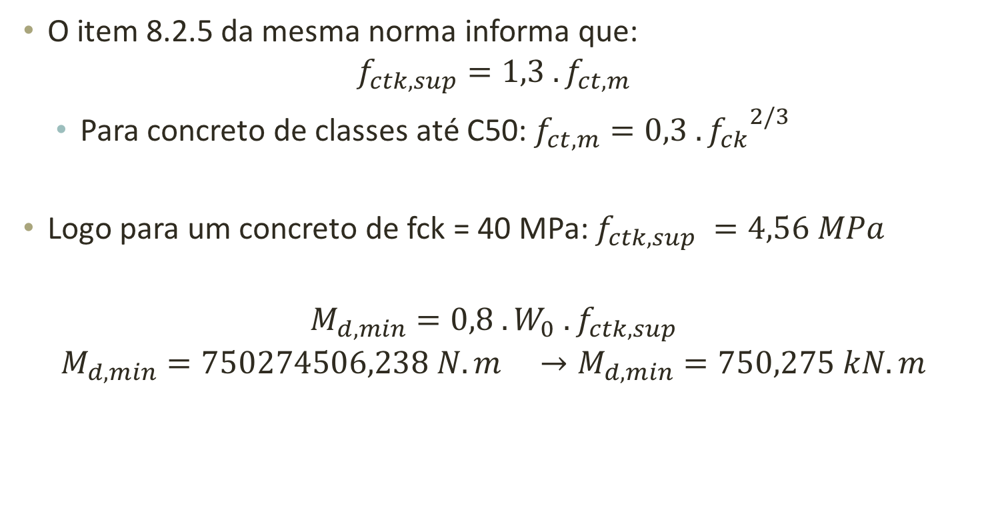 • O item 8.2.5 da mesma norma informa que:
f_{ctk,sup} = 1,3 . f_{ct,m}
• Para concreto de classes até C50: f_{ct,m} = 0,3 . f_{ck}^{2/3}
• Logo para um concreto de fck = 40 MPa: f_{ctk,sup} = 4,56 MPa
M_{d,min} = 0,8 . W_0 . f_{ctk,sup}
M_{d,min} = 750274506,238 N.m → M_{d,min} = 750,275 kN.m